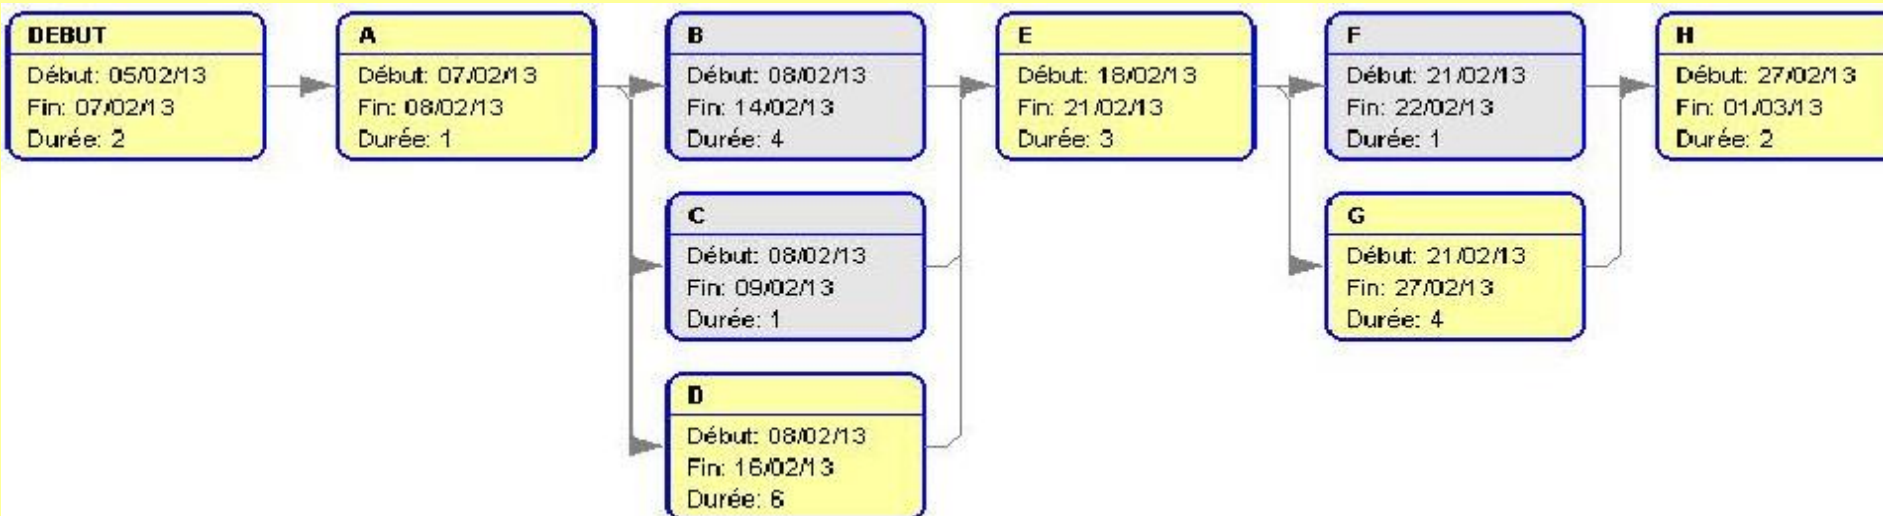 DEBUT
Début: 05/02/13
Fin: 07/02/13
Durée: 2
A
Début: 07/02/13
Fin: 08/02/13
Durée: 1
B
Début: 08/02/13
Fin: 14/02/13
Durée: 4
E
Début: 18/02/13
Fin: 21/02/13
Durée: 3
F
Début: 21/02/13
Fin: 22/02/13
Durée: 1
H
Début: 27/02/13
Fin: 01/03/13
Durée: 2
C
Début: 08/02/13
Fin: 09/02/13
Durée: 1
G
Début: 21/02/13
Fin: 27/02/13
Durée: 4
D
Début: 08/02/13
Fin: 16/02/13
Durée: 6